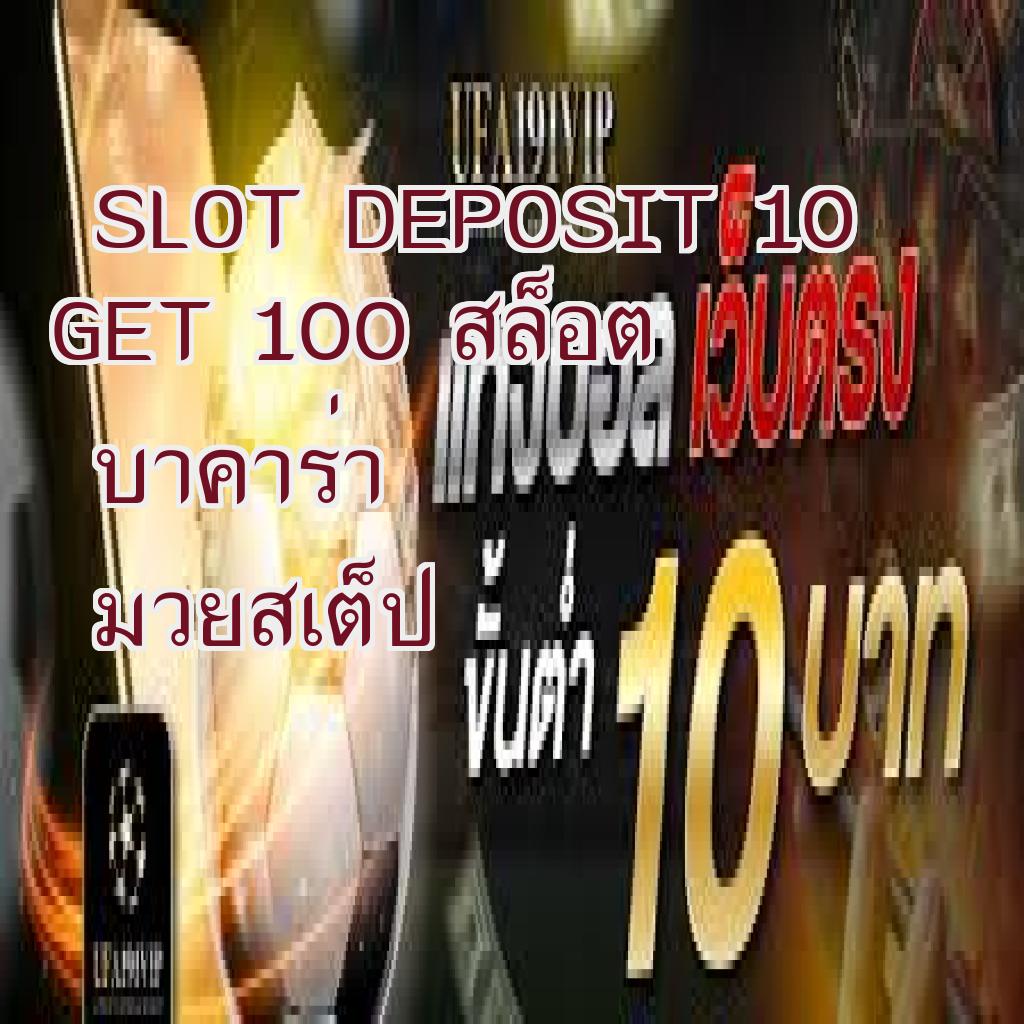 UFA191VIP
SLOT DEPOSIT 10
GET 100 สล็อต
แทงบอล เว็บตรง
บาคาร่า
มวยสเต็ป
ขั้นต่ำ 10 บาท